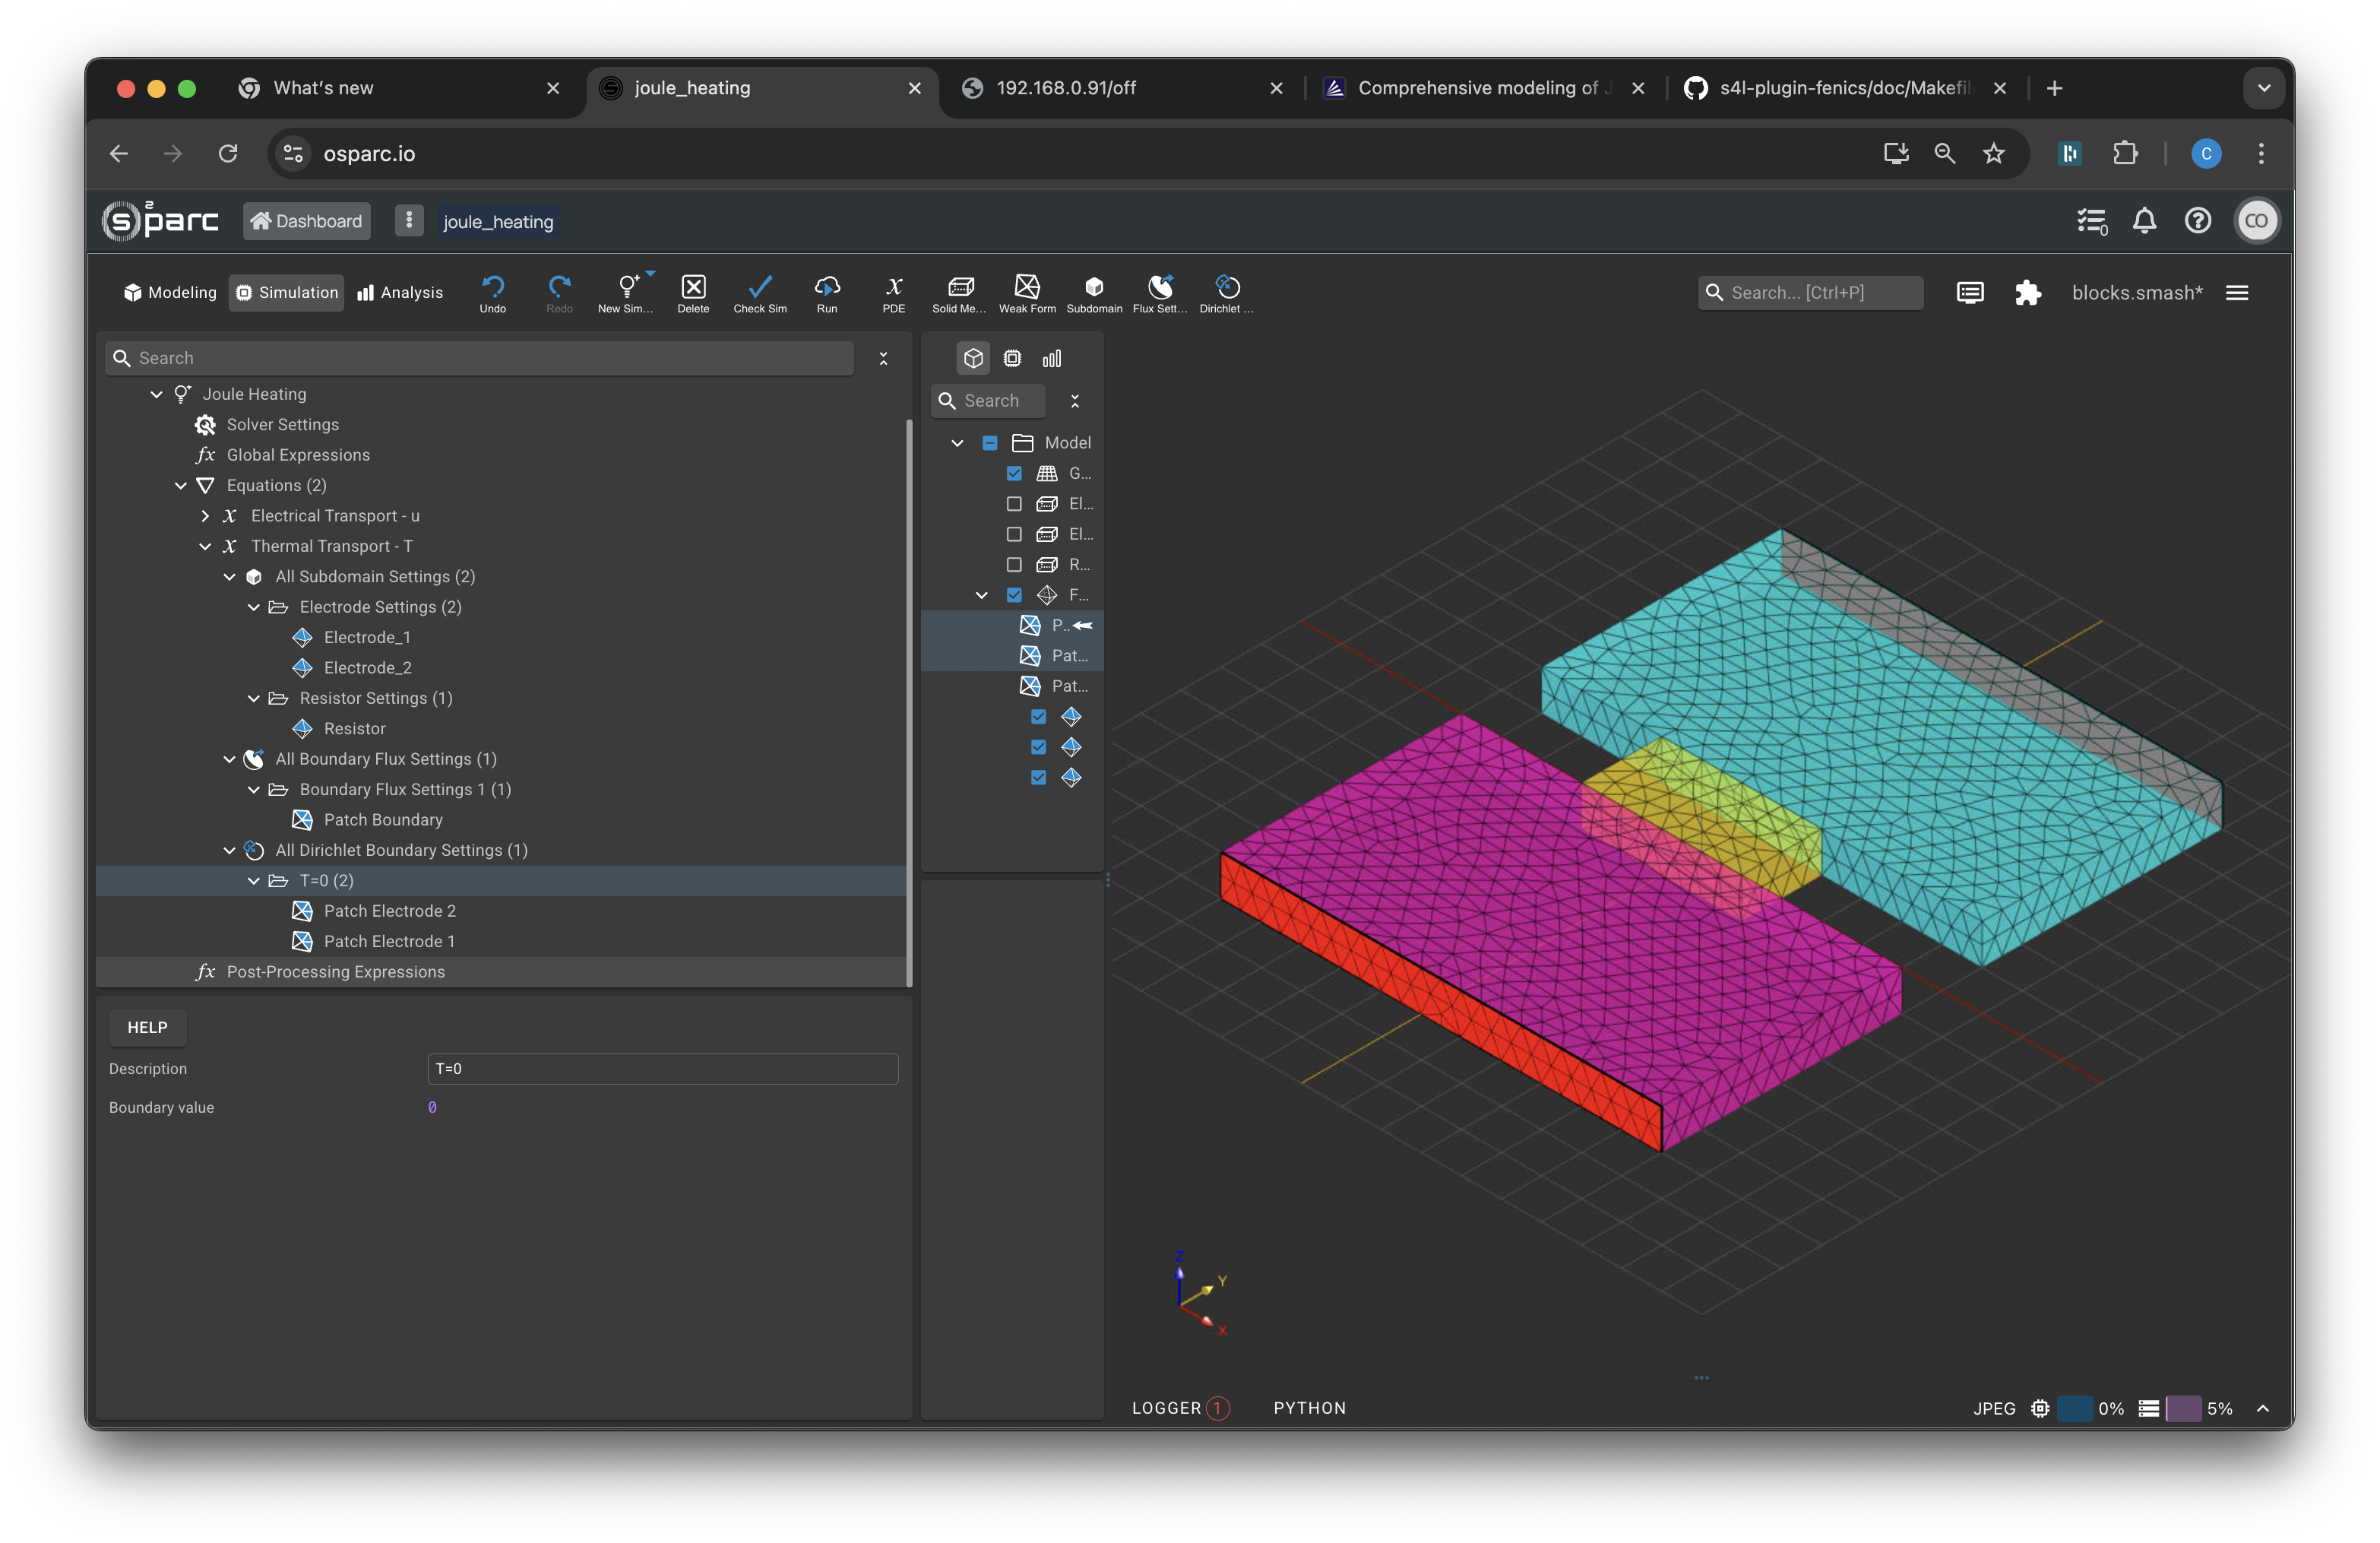 What's new
joule_heating
192.168.0.91/off
Comprehensive modeling of J
s4l-plugin-fenics/doc/Makefil
osparc.io
C
s2parc
Dashboard
joule_heating
0
CO
Modeling
Simulation
Analysis
Undo
Redo
New Sim...
Delete
Check Sim
Run
PDE
Solid Me...
Weak Form
Subdomain
Flux Sett...
Dirichlet ...
Search... [Ctrl+P]
blocks.smash*
Search
Joule Heating
Solver Settings
Global Expressions
Equations (2)
Electrical Transport - u
Thermal Transport - T
All Subdomain Settings (2)
Electrode Settings (2)
Electrode_1
Electrode_2
Resistor Settings (1)
Resistor
All Boundary Flux Settings (1)
Boundary Flux Settings 1 (1)
Patch Boundary
All Dirichlet Boundary Settings (1)
T=0 (2)
Patch Electrode 2
Patch Electrode 1
Post-Processing Expressions
HELP
Description
T=0
Boundary value
0
Search
Model
G...
El...
El...
R...
F...
P...
Pat...
Pat...
Z
Y
X
LOGGER 1
PYTHON
JPEG
0%
5%